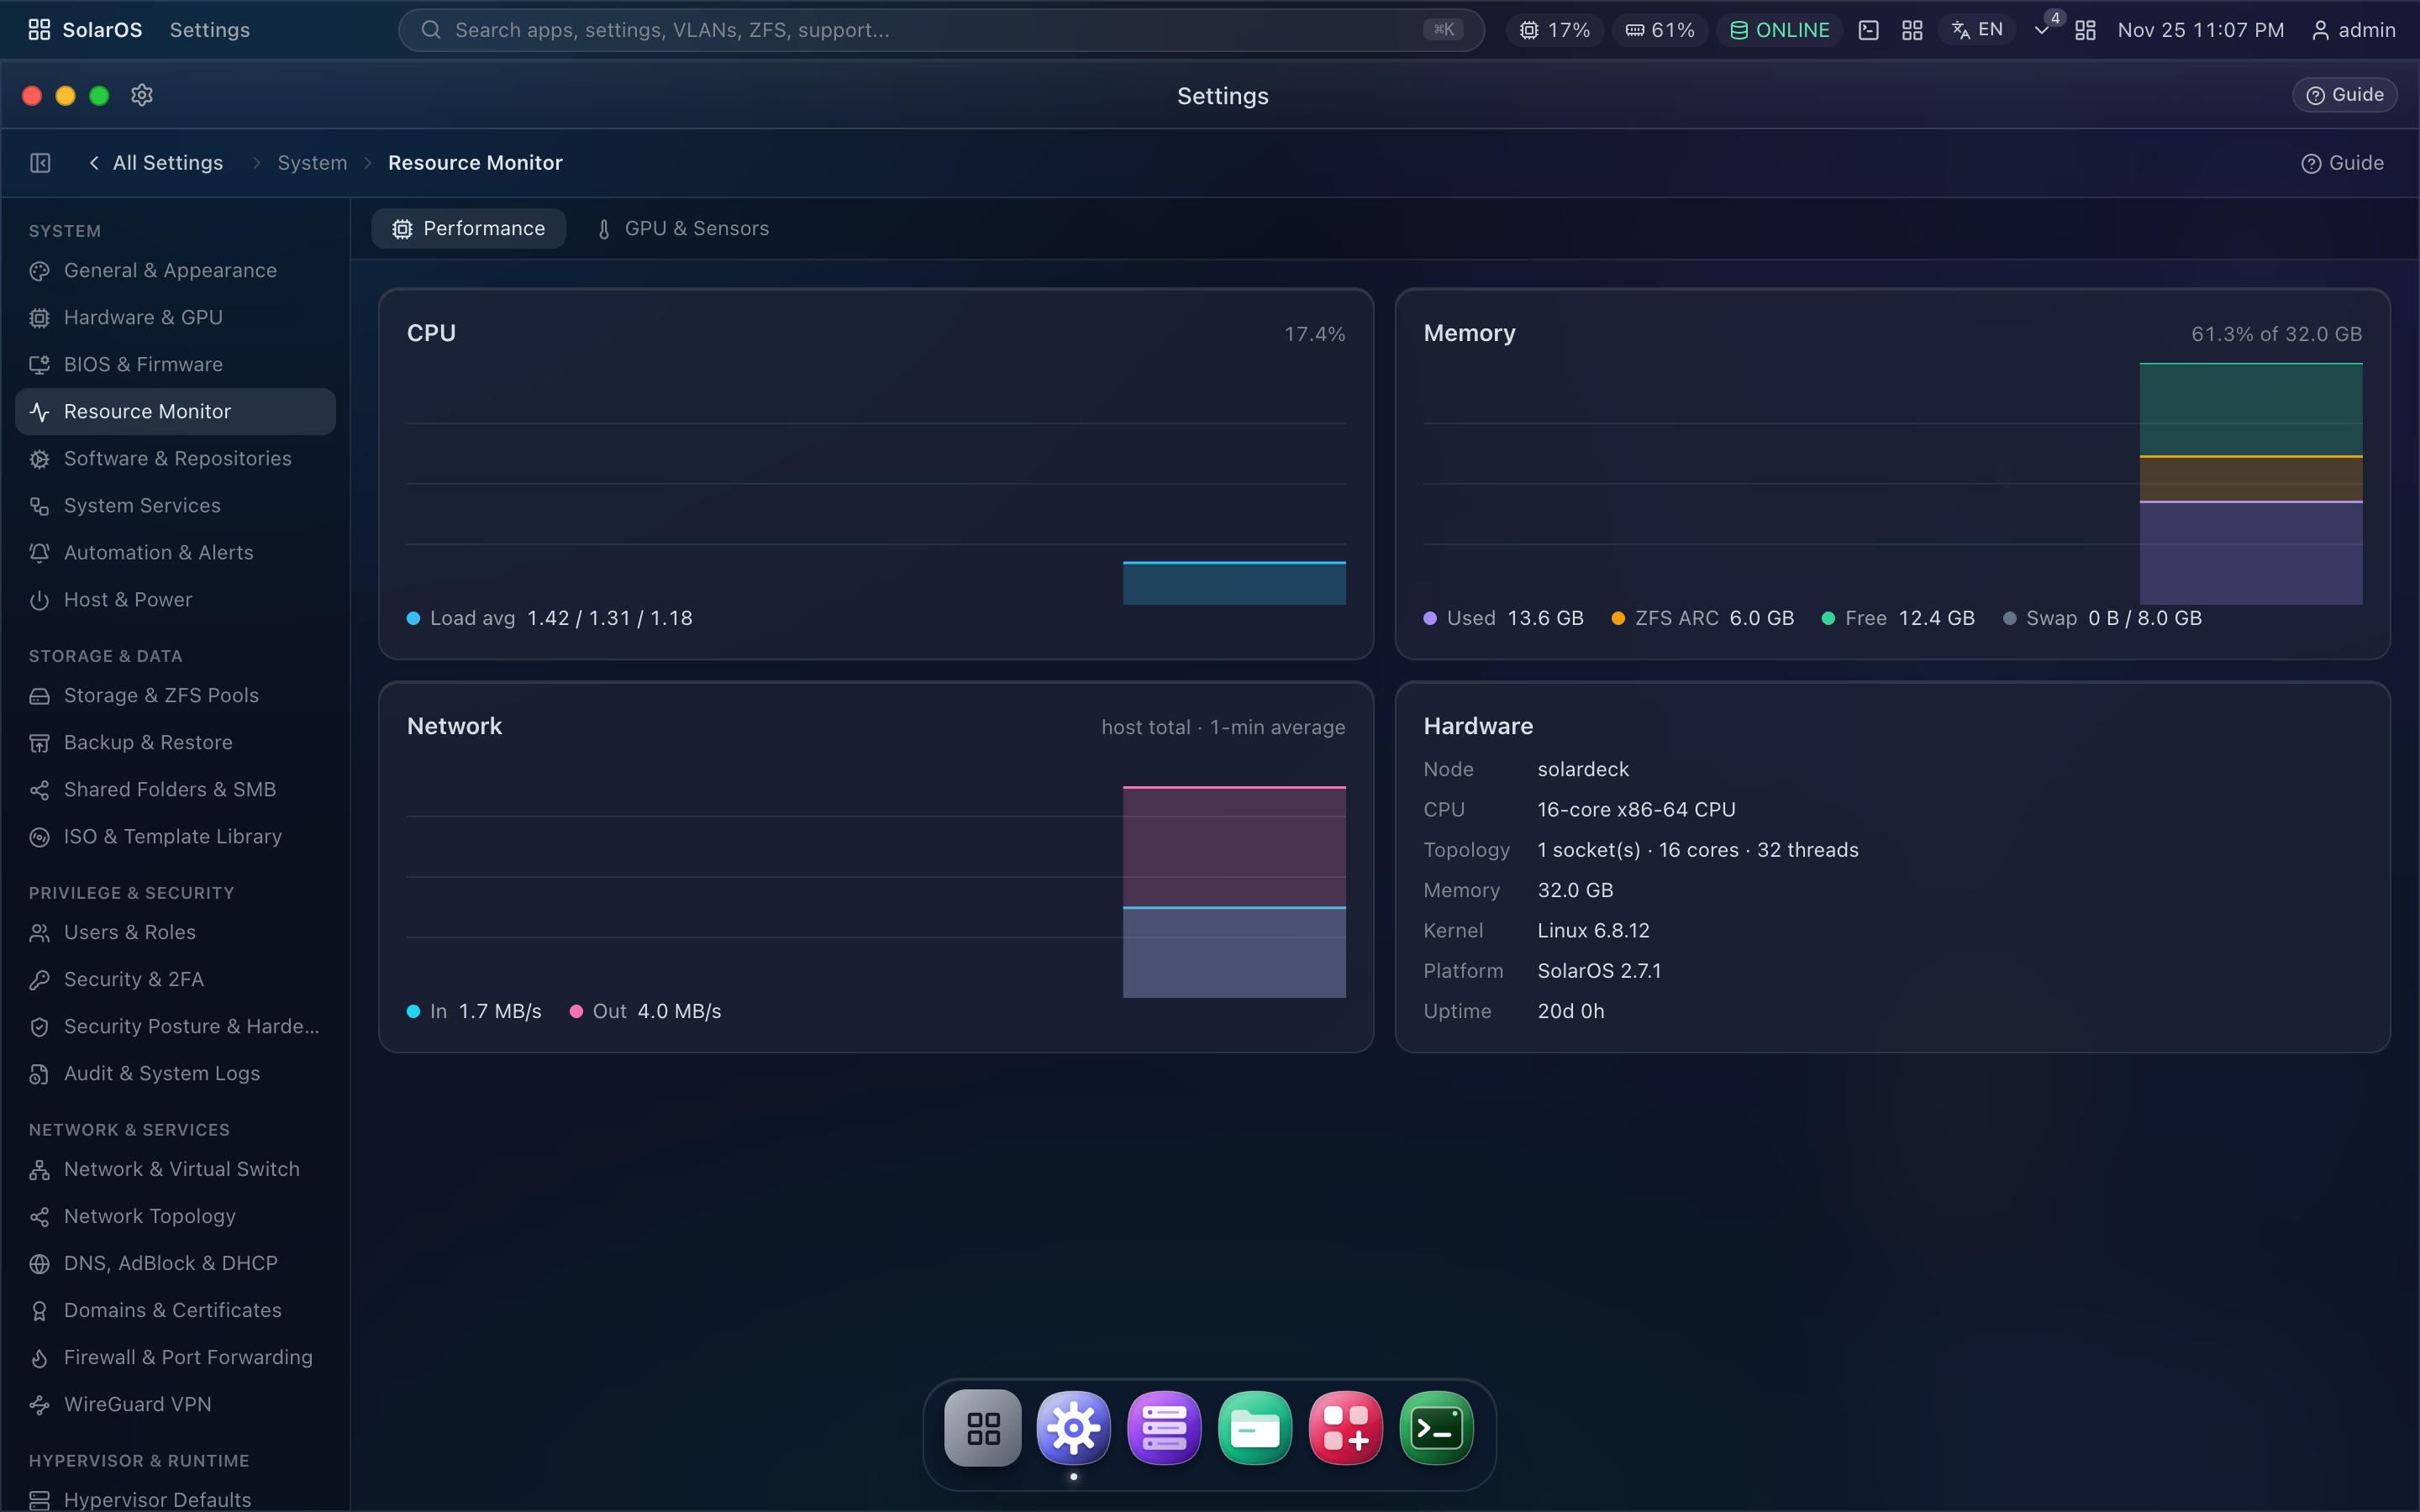 SolarOS Settings
Search apps, settings, VLANs, ZFS, support... ⌘K
17% 61% ONLINE EN 4 Nov 25 11:07 PM admin
Settings
Guide
All Settings System Resource Monitor
Guide
SYSTEM
General & Appearance
Hardware & GPU
BIOS & Firmware
Resource Monitor
Software & Repositories
System Services
Automation & Alerts
Host & Power
STORAGE & DATA
Storage & ZFS Pools
Backup & Restore
Shared Folders & SMB
ISO & Template Library
PRIVILEGE & SECURITY
Users & Roles
Security & 2FA
Security Posture & Harde...
Audit & System Logs
NETWORK & SERVICES
Network & Virtual Switch
Network Topology
DNS, AdBlock & DHCP
Domains & Certificates
Firewall & Port Forwarding
WireGuard VPN
HYPERVISOR & RUNTIME
Hypervisor Defaults
Performance GPU & Sensors
CPU 17.4%
Load avg 1.42 / 1.31 / 1.18
Memory 61.3% of 32.0 GB
Used 13.6 GB ZFS ARC 6.0 GB Free 12.4 GB Swap 0 B / 8.0 GB
Network host total · 1-min average
In 1.7 MB/s Out 4.0 MB/s
Hardware
Node solardeck
CPU 16-core x86-64 CPU
Topology 1 socket(s) · 16 cores · 32 threads
Memory 32.0 GB
Kernel Linux 6.8.12
Platform SolarOS 2.7.1
Uptime 20d 0h